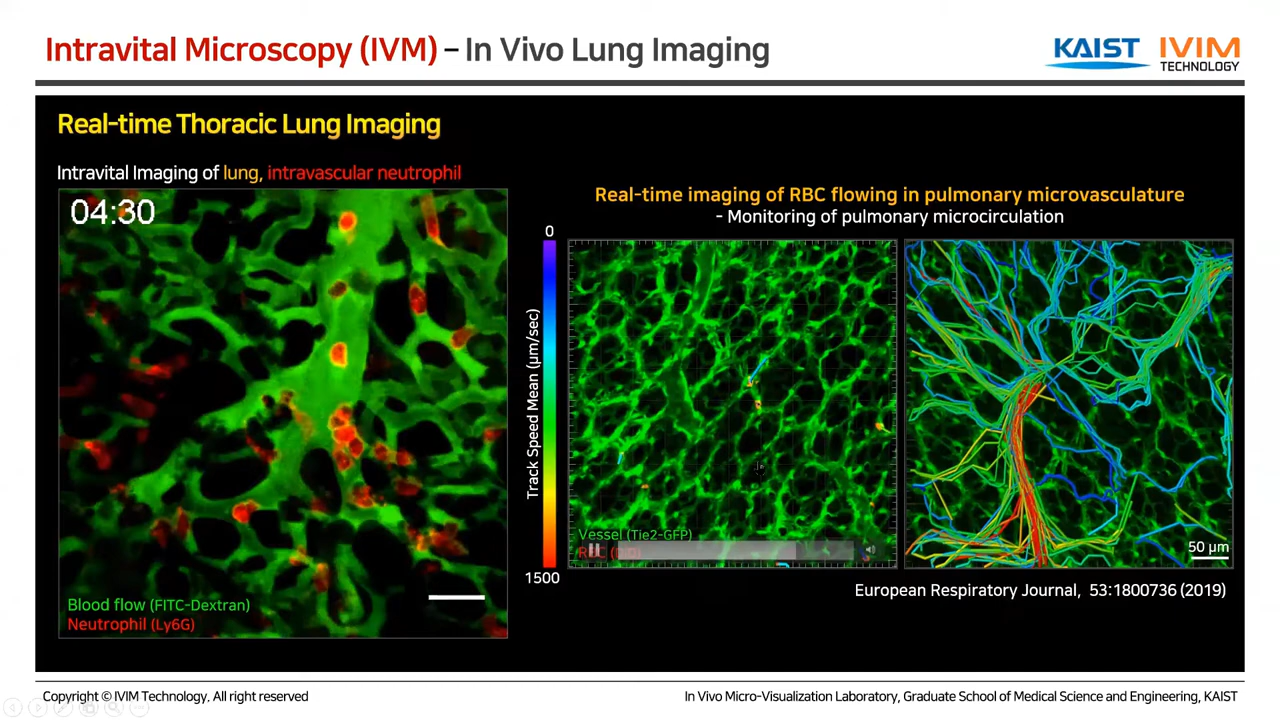 Intravital Microscopy (IVM) – In Vivo Lung Imaging
KAIST
IVIM
TECHNOLOGY
Real-time Thoracic Lung Imaging
Intravital Imaging of lung, intravascular neutrophil
04:30
Blood flow (FITC-Dextran)
Neutrophil (Ly6G)
Real-time imaging of RBC flowing in pulmonary microvasculature
- Monitoring of pulmonary microcirculation
0
Track Speed Mean (μm/sec)
1500
Vessel (Tie2-GFP)
RBC
50 μm
European Respiratory Journal, 53:1800736 (2019)
Copyright © IVIM Technology. All right reserved
In Vivo Micro-Visualization Laboratory, Graduate School of Medical Science and Engineering, KAIST